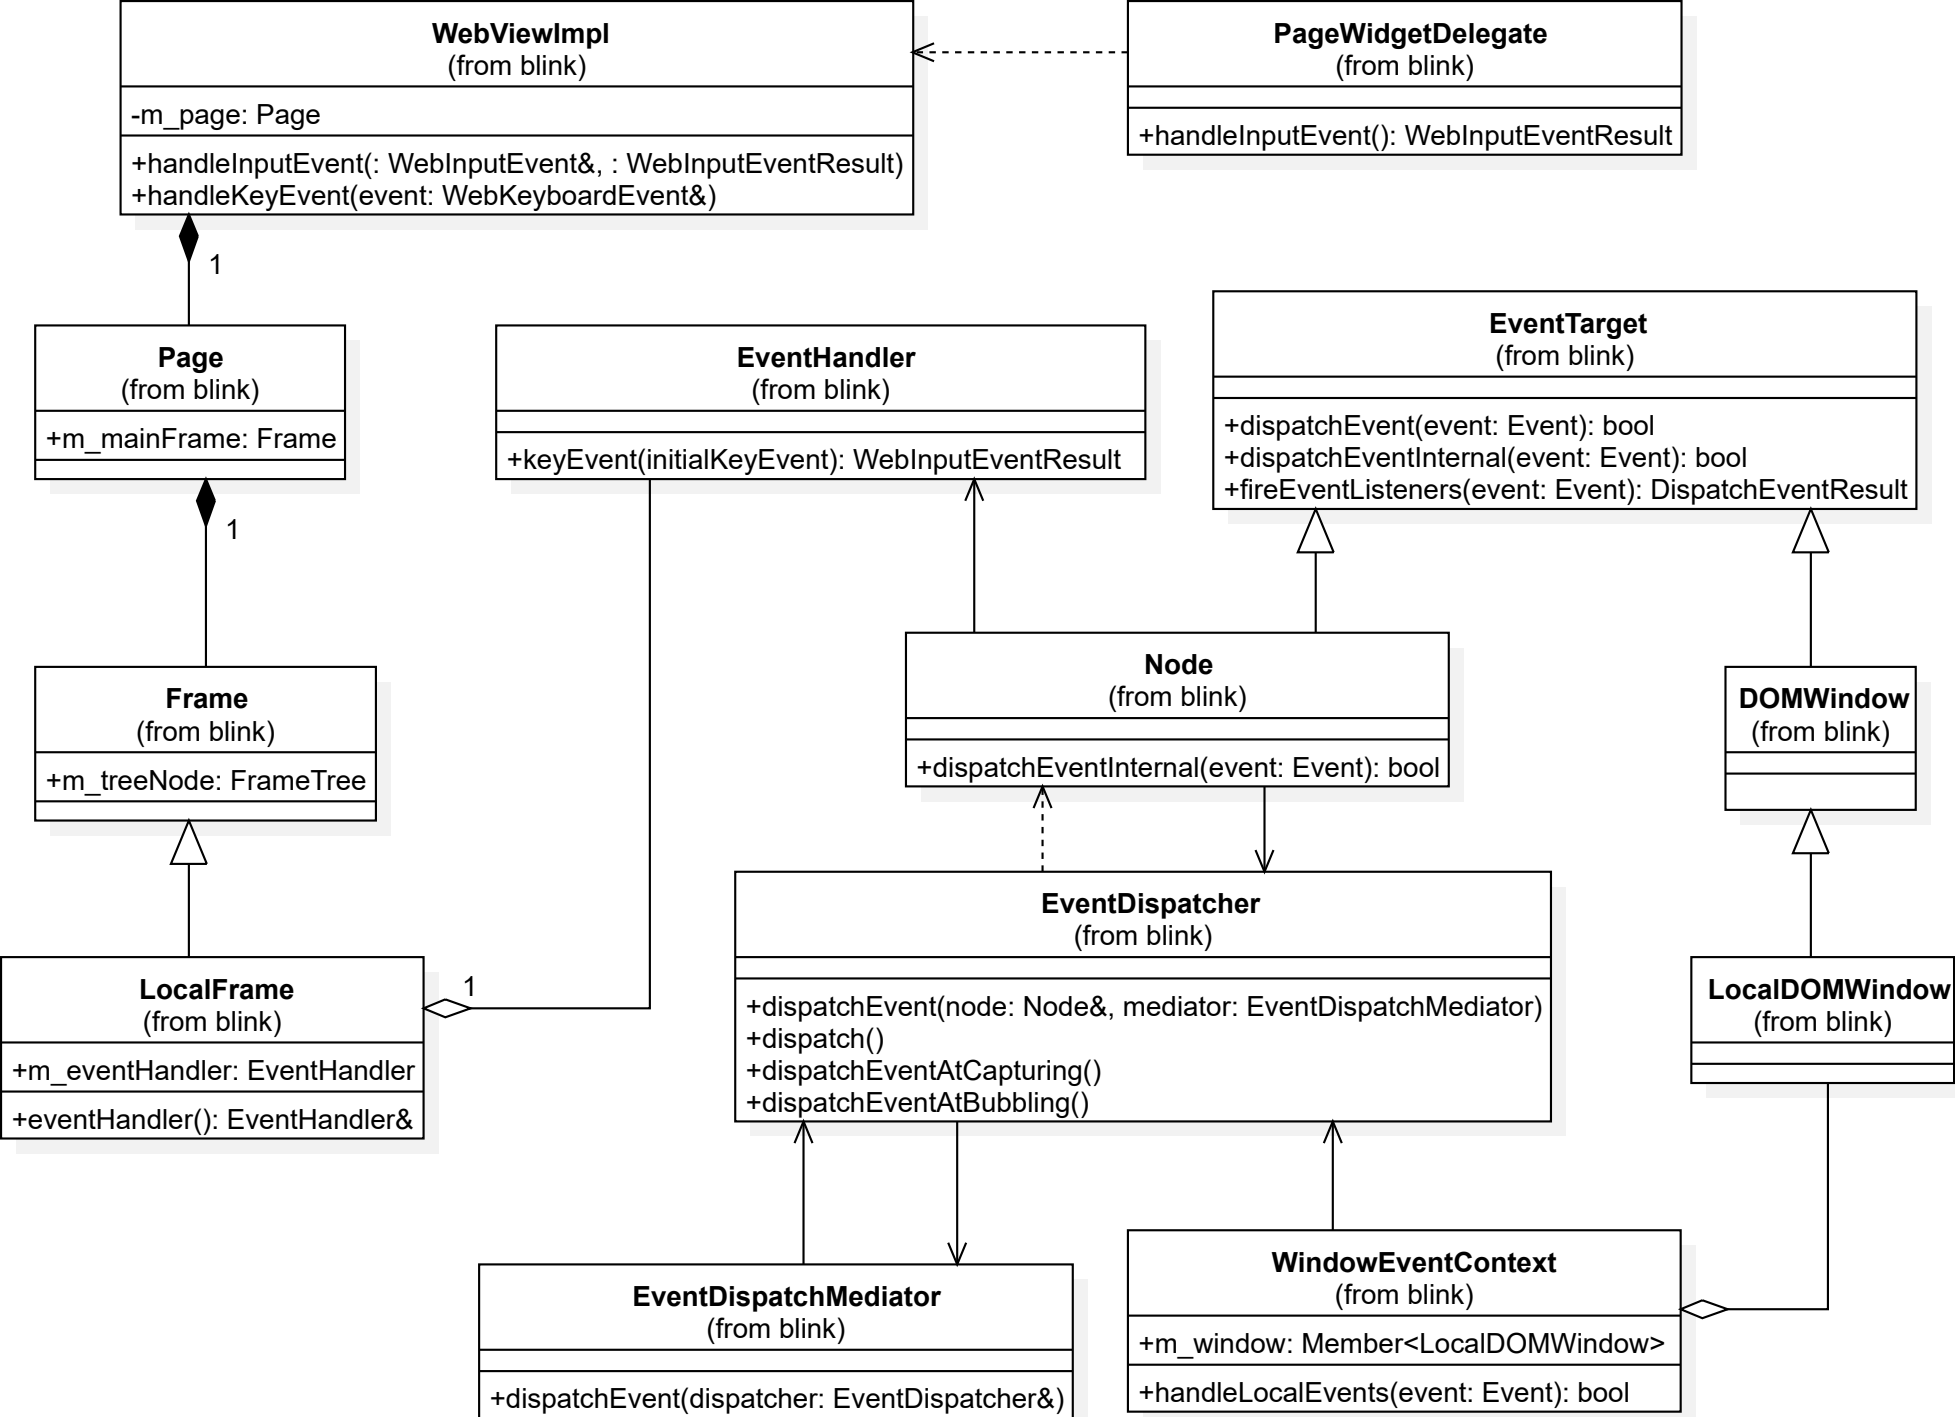 WebViewImpl
(from blink)
-m_page: Page
+handleInputEvent(: WebInputEvent&, : WebInputEventResult)
+handleKeyEvent(event: WebKeyboardEvent&)
PageWidgetDelegate
(from blink)
+handleInputEvent(): WebInputEventResult
1
Page
(from blink)
+m_mainFrame: Frame
1
EventHandler
(from blink)
+keyEvent(initialKeyEvent): WebInputEventResult
EventTarget
(from blink)
+dispatchEvent(event: Event): bool
+dispatchEventInternal(event: Event): bool
+fireEventListeners(event: Event): DispatchEventResult
Frame
(from blink)
+m_treeNode: FrameTree
Node
(from blink)
+dispatchEventInternal(event: Event): bool
DOMWindow
(from blink)
LocalFrame
(from blink)
+m_eventHandler: EventHandler
+eventHandler(): EventHandler&
1
EventDispatcher
(from blink)
+dispatchEvent(node: Node&, mediator: EventDispatchMediator)
+dispatch()
+dispatchEventAtCapturing()
+dispatchEventAtBubbling()
LocalDOMWindow
(from blink)
EventDispatchMediator
(from blink)
+dispatchEvent(dispatcher: EventDispatcher&)
WindowEventContext
(from blink)
+m_window: Member<LocalDOMWindow>
+handleLocalEvents(event: Event): bool